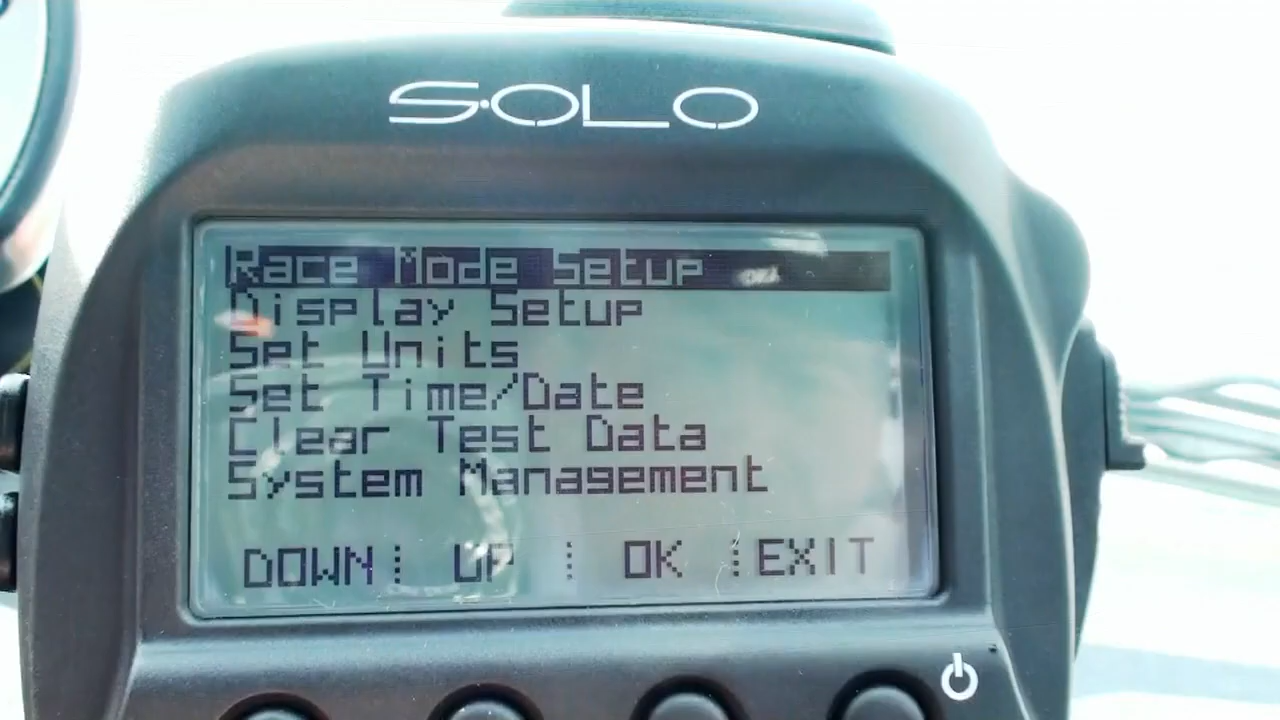 SOLO
Race Mode Setup
Display Setup
Set Units
Set Time/Date
Clear Test Data
System Management
DOWN UP OK EXIT